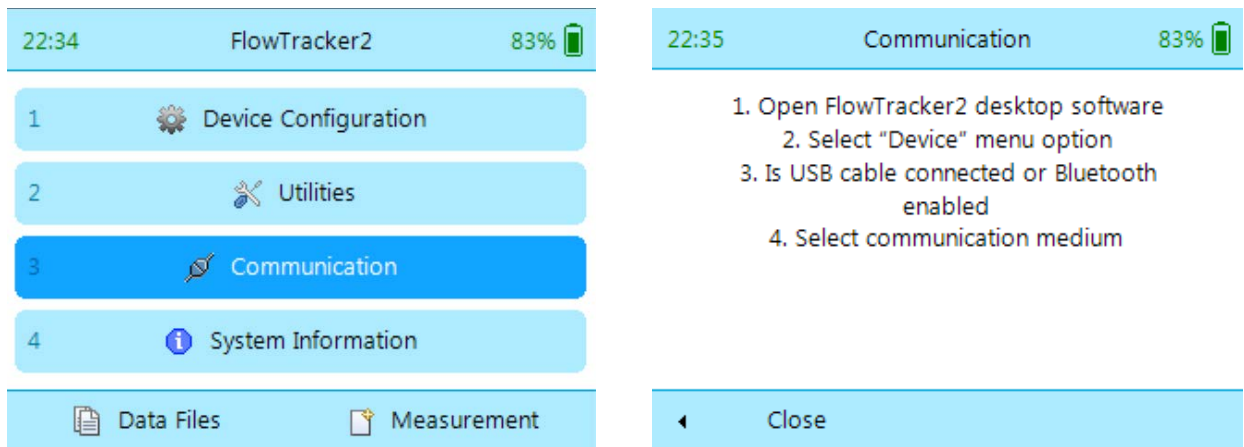 22:34 FlowTracker2 83%
1 Device Configuration
2 Utilities
3 Communication
4 System Information
Data Files Measurement
22:35 Communication 83%
1. Open FlowTracker2 desktop software
2. Select “Device” menu option
3. Is USB cable connected or Bluetooth
enabled
4. Select communication medium
Close